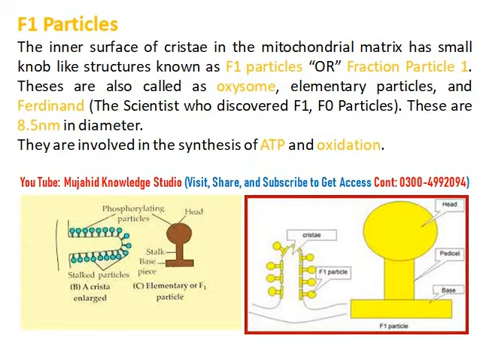 F1 Particles
The inner surface of cristae in the mitochondrial matrix has small
knob like structures known as F1 particles “OR” Fraction Particle 1.
Theses are also called as oxysome, elementary particles, and
Ferdinand (The Scientist who discovered F1, F0 Particles). These are
8.5nm in diameter.
They are involved in the synthesis of ATP and oxidation.
You Tube: Mujahid Knowledge Studio (Visit, Share, and Subscribe to Get Access Cont: 0300-4992094)
Phosphorylating
particles
Head
Stalk
Base
piece
Stalked particles
(B) A crista
enlarged
(C) Elementary or F1
particle
cristae
F1 particle
Head
Pedicel
Base
F1 particle